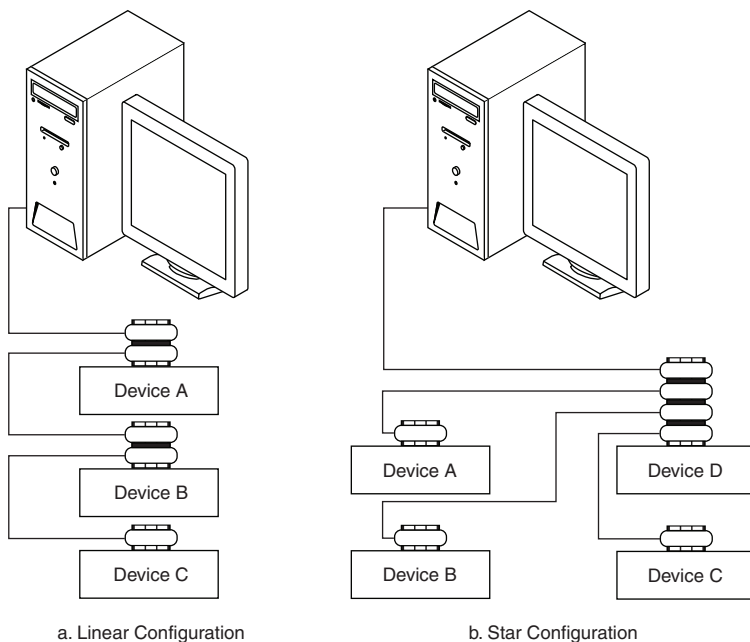 Device A
Device B
Device C
a. Linear Configuration
Device A
Device D
Device B
Device C
b. Star Configuration